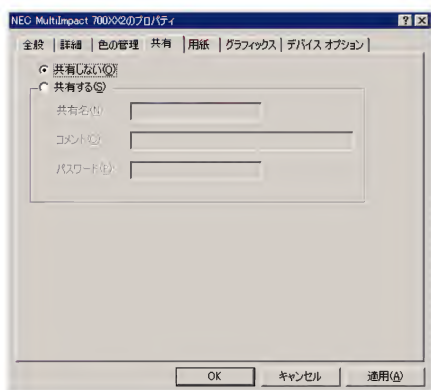 NEC MultiImpact 700XX2のプロパティ
全般 詳細 色の管理 共有 用紙 グラフィックス デバイス オプション
共有しない(O)
共有する(S)
共有名(N):
コメント(C):
パスワード(P):
OK キャンセル 適用(A)